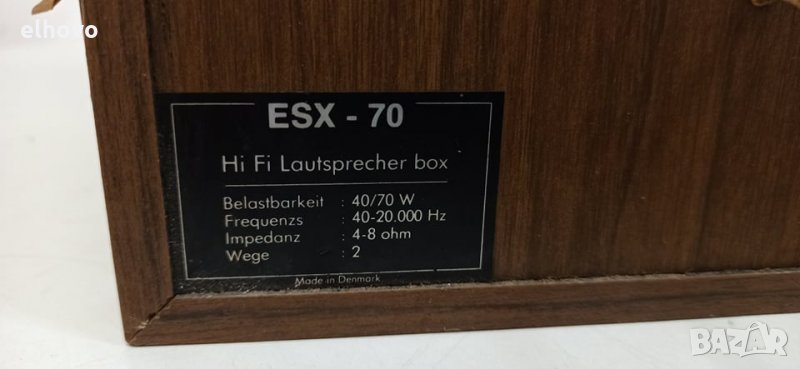 elhovo
ESX - 70
Hi Fi Lautsprecher box
Belastbarkeit : 40/70 W
Frequenzs : 40-20.000 Hz
Impedanz : 4-8 ohm
Wege : 2
Made in Denmark
BAZAR